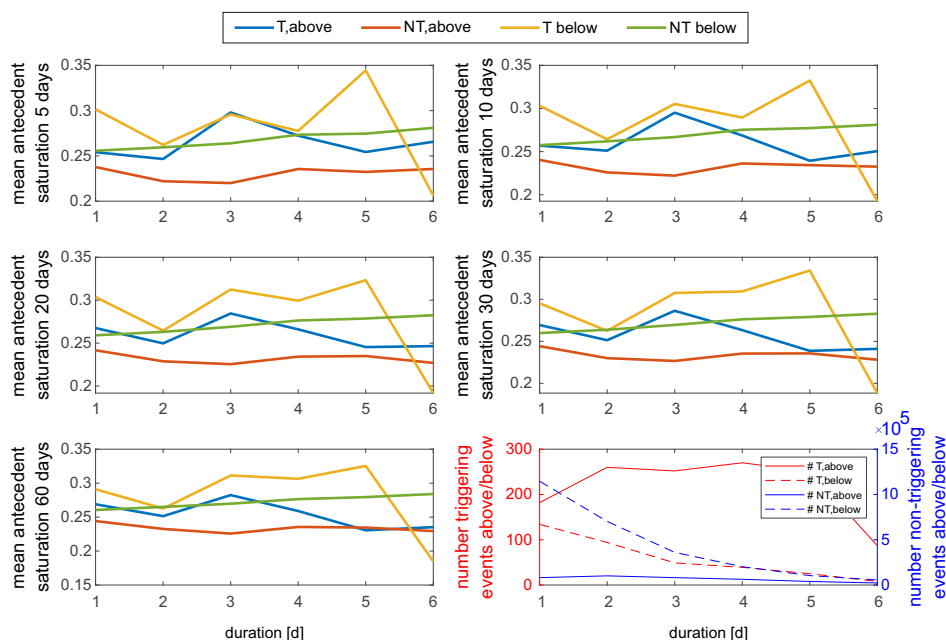 T,above NT,above T below NT below
mean antecedent
saturation 5 days
0.35
0.3
0.25
0.2
1 2 3 4 5 6
mean antecedent
saturation 10 days
0.35
0.3
0.25
0.2
1 2 3 4 5 6
mean antecedent
saturation 20 days
0.35
0.3
0.25
0.2
1 2 3 4 5 6
mean antecedent
saturation 30 days
0.35
0.3
0.25
0.2
1 2 3 4 5 6
mean antecedent
saturation 60 days
0.35
0.3
0.25
0.2
0.15
1 2 3 4 5 6
duration [d]
number triggering
events above/below
300
200
100
0
# T,above
# T,below
# NT,above
# NT,below
×10^5
15
10
5
0
number non-triggering
events above/below
1 2 3 4 5 6
duration [d]